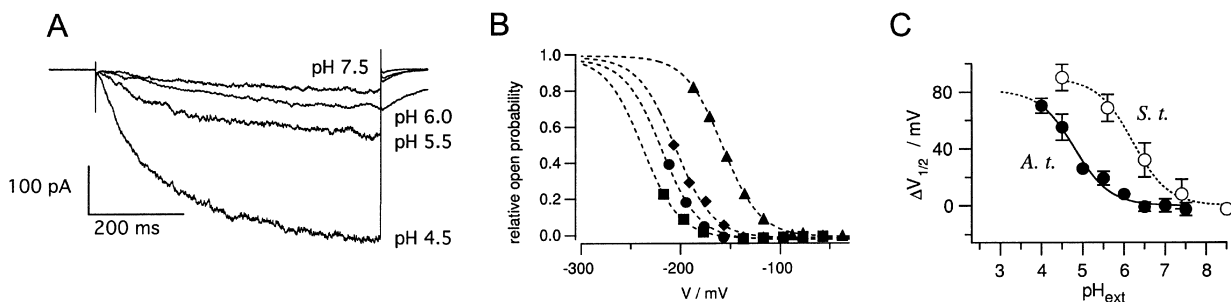 A
pH 7.5
pH 6.0
pH 5.5
pH 4.5
100 pA
200 ms
B
relative open probability
1.0
0.8
0.6
0.4
0.2
0.0
-300
-200
-100
V / mV
C
ΔV1/2 / mV
80
40
0
S. t.
A. t.
3
4
5
6
7
8
pHext